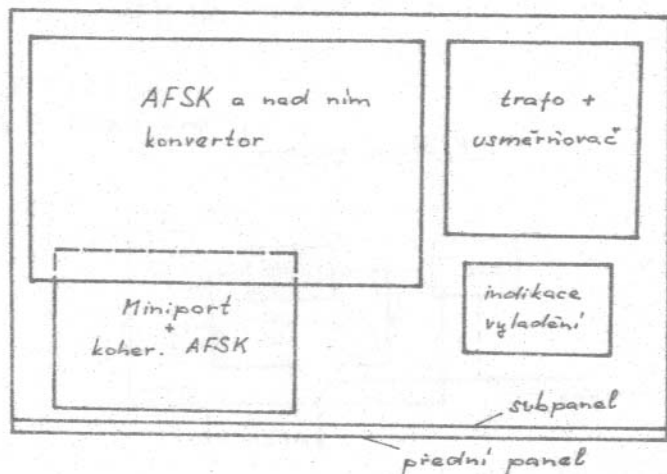 AFSK a nad ním
konvertor
trafo +
usměrňovač
Miniport
+
koher. AFSK
indikace
vyladění
subpanel
přední panel